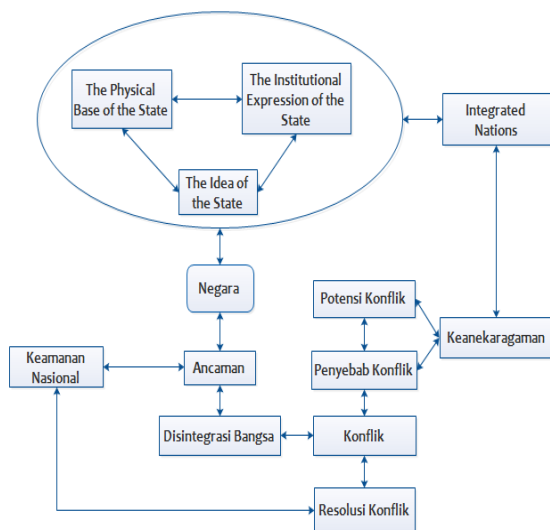 The Physical
Base of the State
The Institutional
Expression of the
State
Integrated
Nations
The Idea of
the State
Negara
Potensi Konflik
Keanekaragaman
Keamanan
Nasional
Ancaman
Penyebab Konflik
Disintegrasi Bangsa
Konflik
Resolusi Konflik